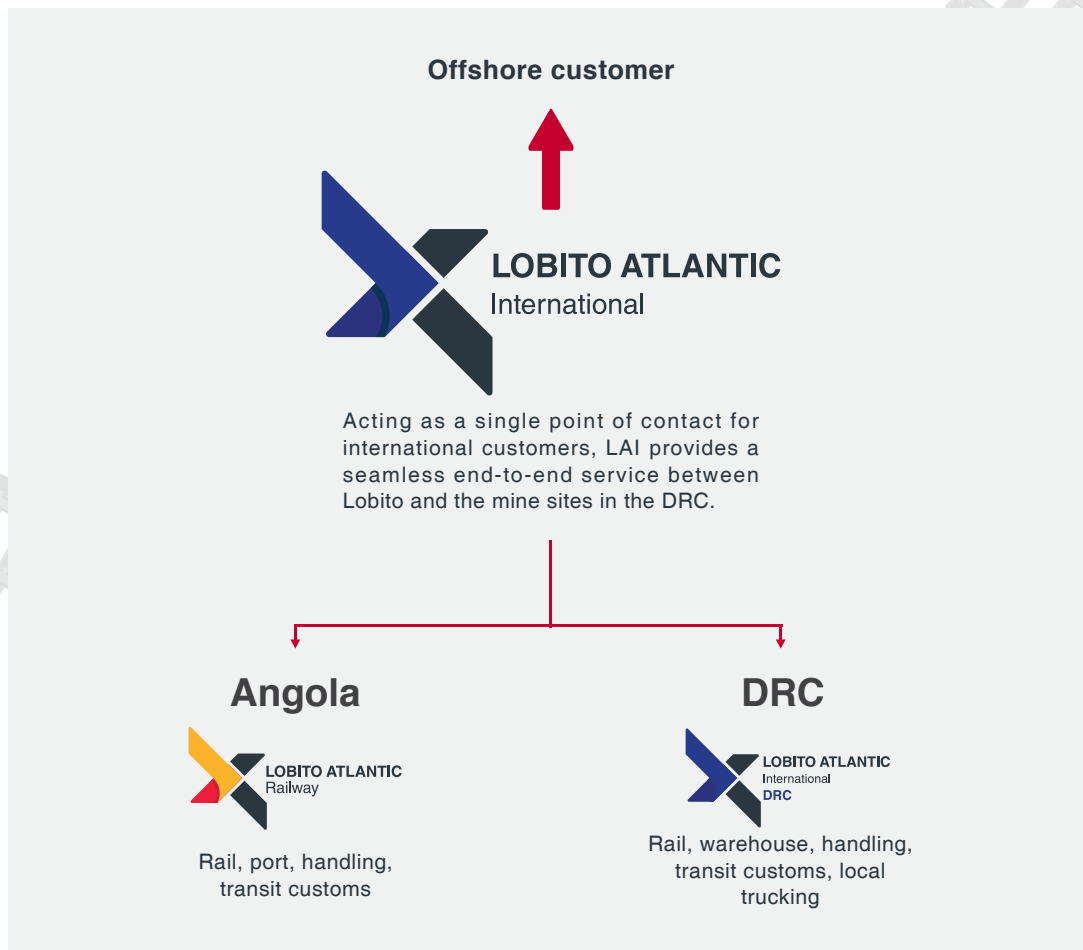 Offshore customer
LOBITO ATLANTIC
International
Acting as a single point of contact for
international customers, LAI provides a
seamless end-to-end service between
Lobito and the mine sites in the DRC.
Angola
LOBITO ATLANTIC
Railway
Rail, port, handling,
transit customs
DRC
LOBITO ATLANTIC
International
DRC
Rail, warehouse, handling,
transit customs, local
trucking